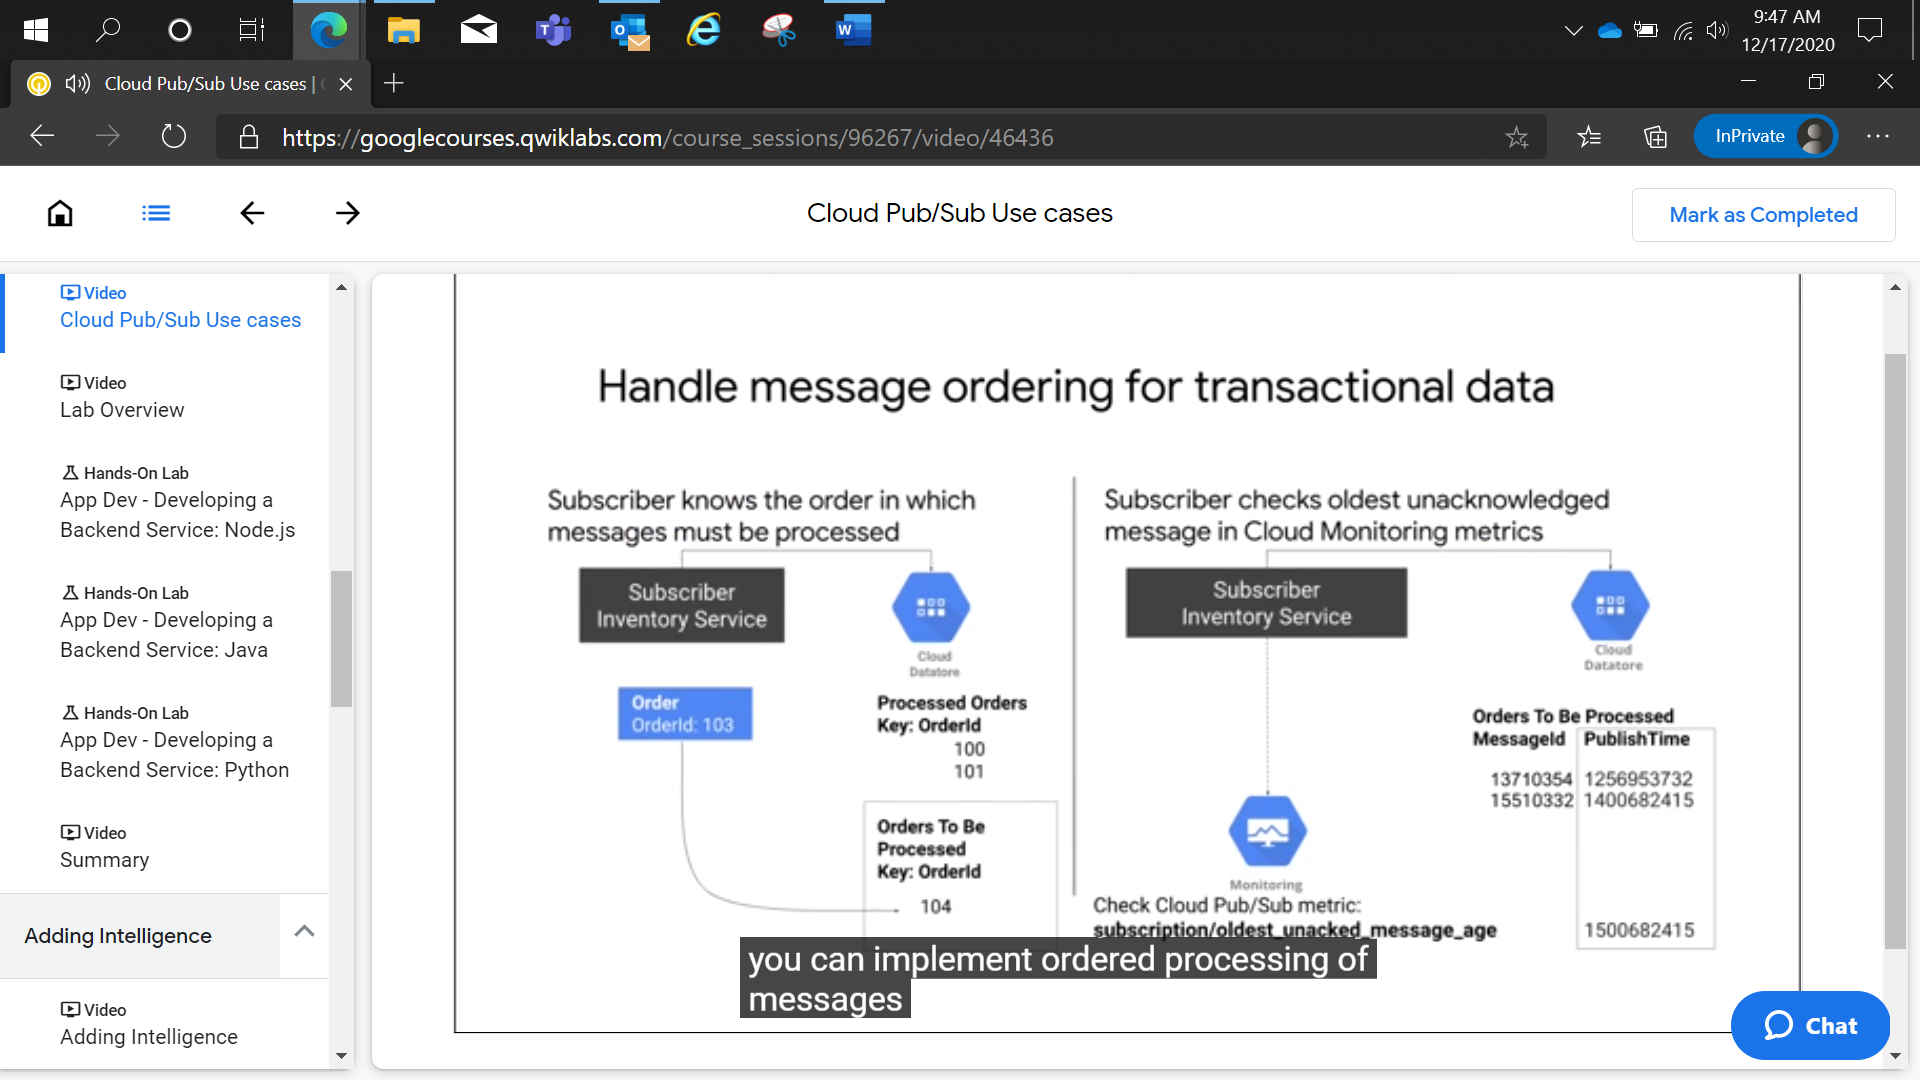 9:47 AM
12/17/2020
Cloud Pub/Sub Use cases |
https://googlecourses.qwiklabs.com/course_sessions/96267/video/46436
InPrivate
Cloud Pub/Sub Use cases
Mark as Completed
Video
Cloud Pub/Sub Use cases
Video
Lab Overview
Hands-On Lab
App Dev - Developing a
Backend Service: Node.js
Hands-On Lab
App Dev - Developing a
Backend Service: Java
Hands-On Lab
App Dev - Developing a
Backend Service: Python
Video
Summary
Adding Intelligence
Video
Adding Intelligence
Handle message ordering for transactional data
Subscriber knows the order in which
messages must be processed
Subscriber
Inventory Service
Cloud
Datatore
Order
OrderId: 103
Processed Orders
Key: OrderId
100
101
Orders To Be
Processed
Key: OrderId
104
Subscriber checks oldest unacknowledged
message in Cloud Monitoring metrics
Subscriber
Inventory Service
Cloud
Datatore
Orders To Be Processed
MessageId PublishTime
13710354 1256953732
15510332 1400682415
1500682415
Monitoring
Check Cloud Pub/Sub metric:
subscription/oldest_unacked_message_age
you can implement ordered processing of
messages
Chat